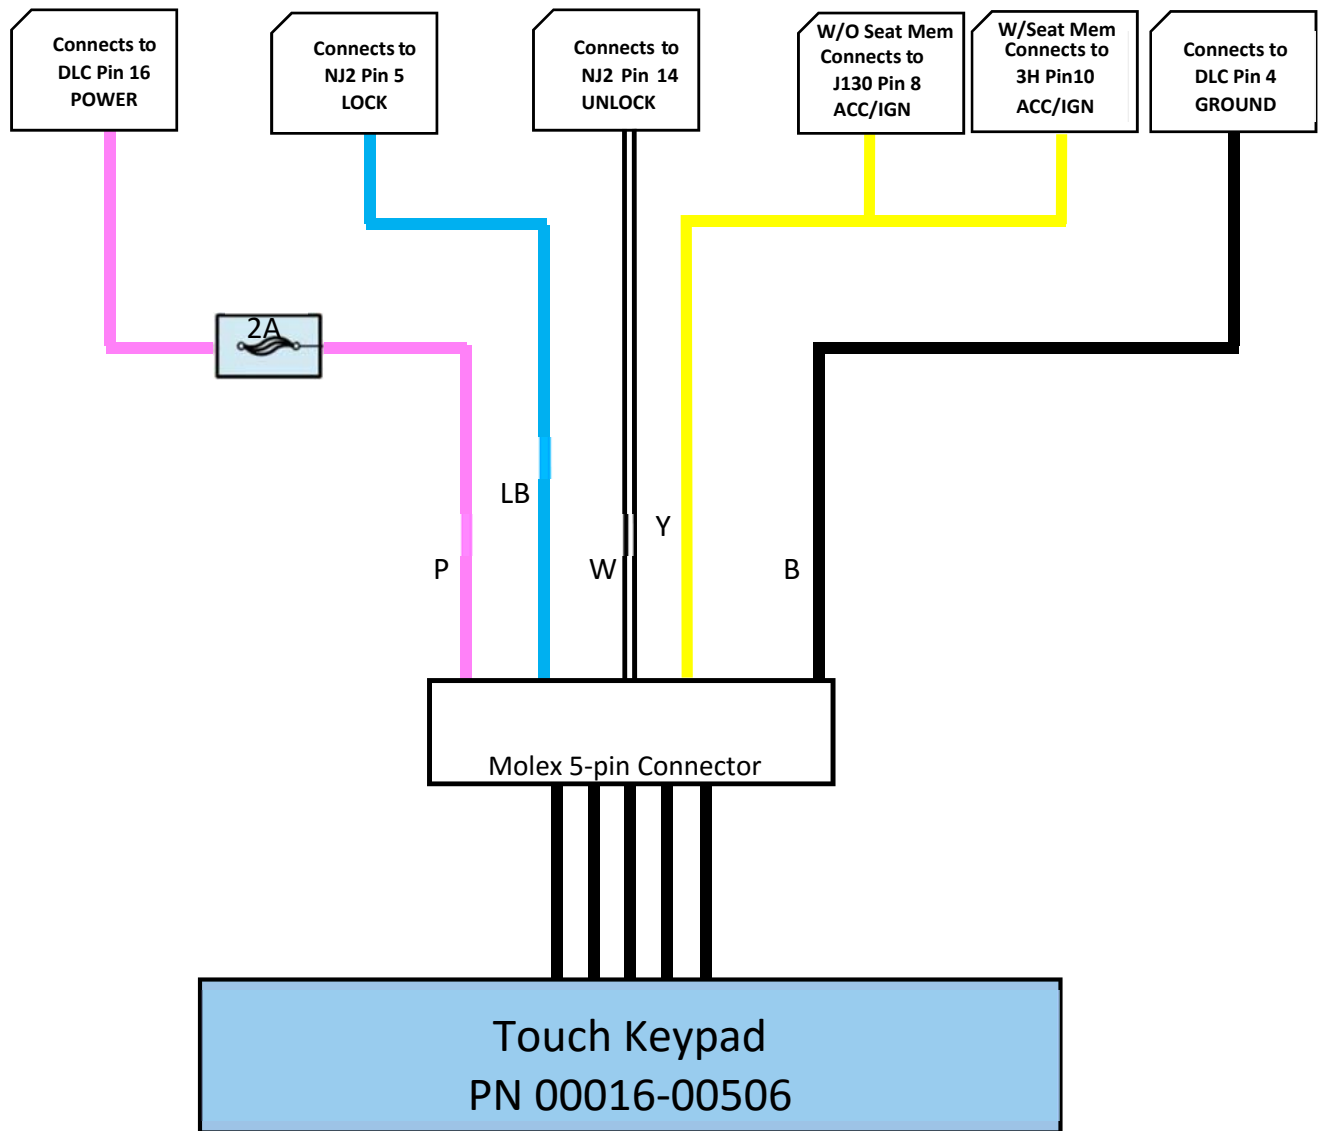 Connects to
DLC Pin 16
POWER
Connects to
NJ2 Pin 5
LOCK
Connects to
NJ2 Pin 14
UNLOCK
W/O Seat Mem
Connects to
J130 Pin 8
ACC/IGN
W/Seat Mem
Connects to
3H Pin10
ACC/IGN
Connects to
DLC Pin 4
GROUND
2A
LB
Y
P
W
B
Molex 5-pin Connector
Touch Keypad
PN 00016-00506